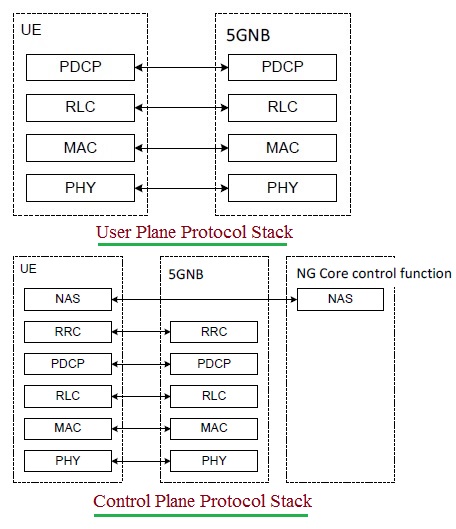 UE 5GNB
PDCP PDCP
RLC RLC
MAC MAC
PHY PHY
User Plane Protocol Stack
UE 5GNB NG Core control function
NAS NAS
RRC RRC
PDCP PDCP
RLC RLC
MAC MAC
PHY PHY
Control Plane Protocol Stack